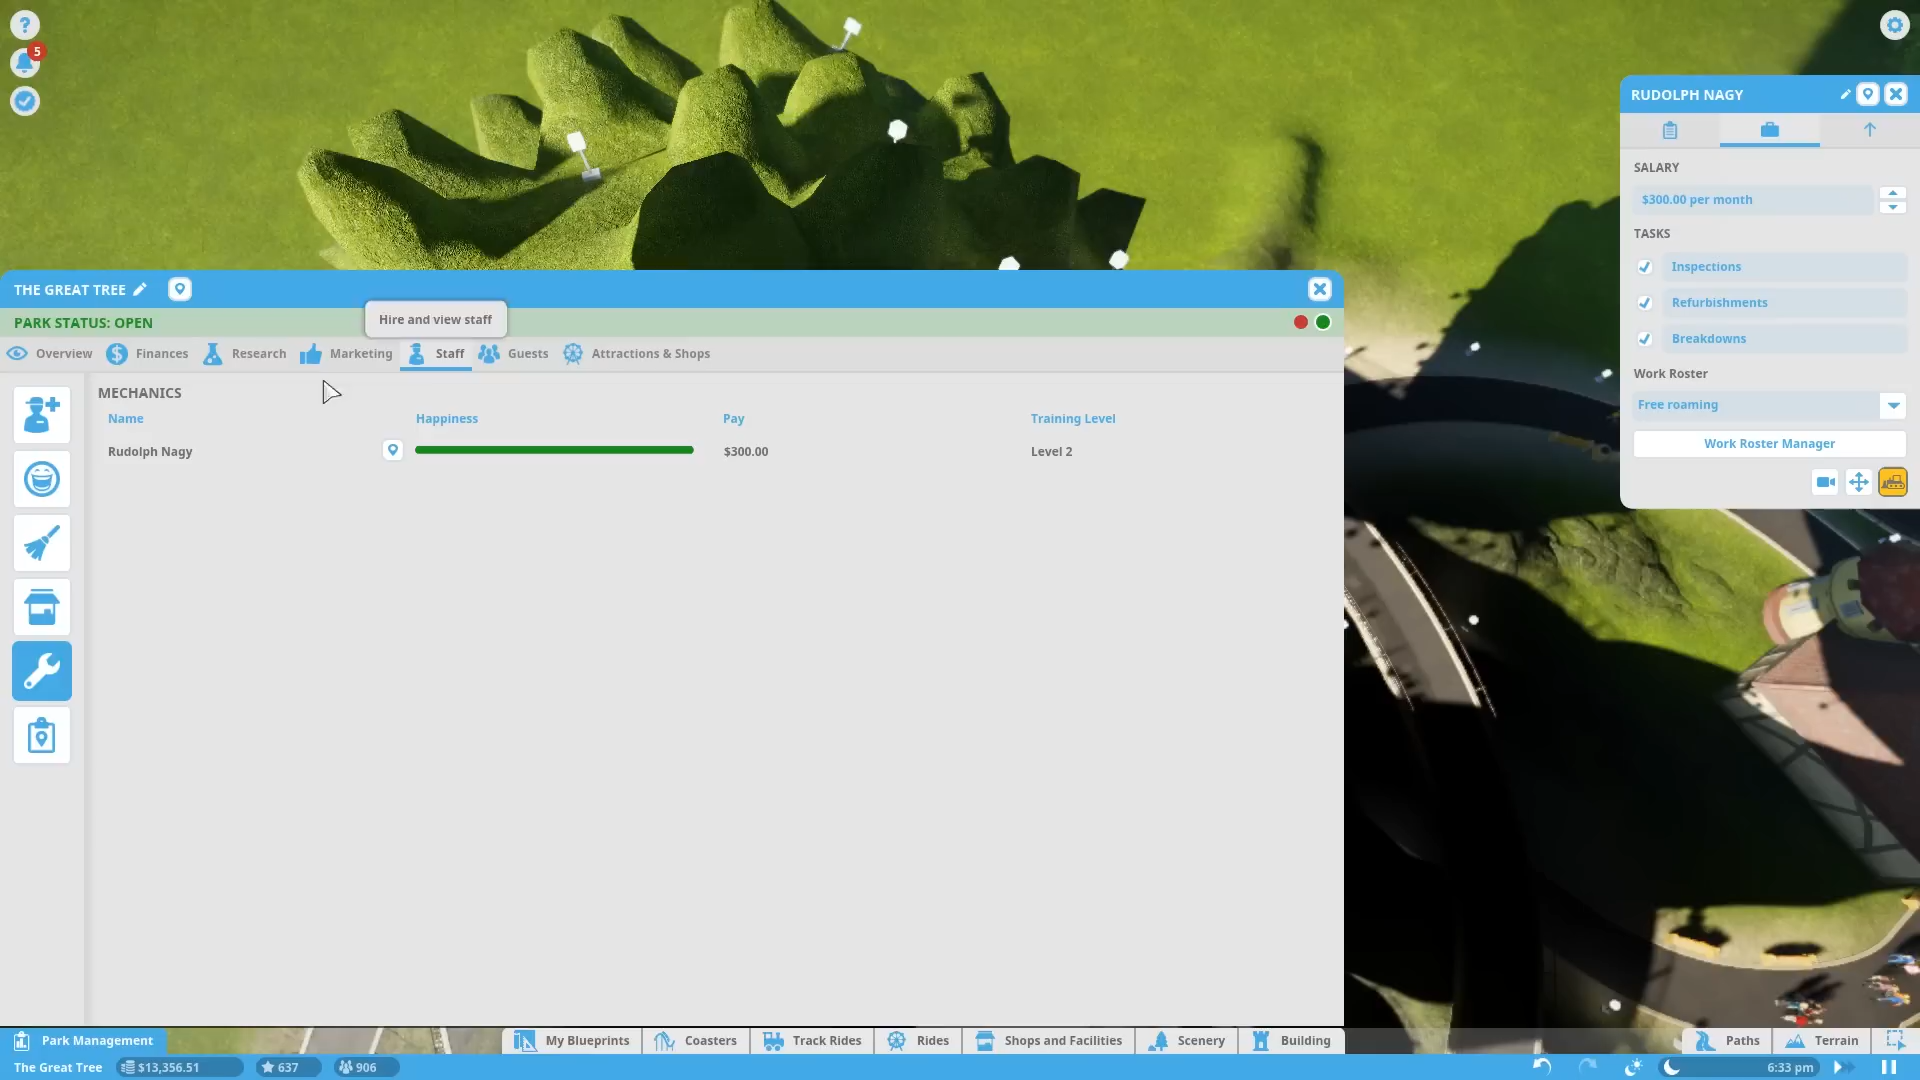 ?
5
RUDOLPH NAGY
SALARY
$300.00 per month
TASKS
Inspections
Refurbishments
Breakdowns
Work Roster
Free roaming
Work Roster Manager
THE GREAT TREE
PARK STATUS: OPEN
Hire and view staff
Overview Finances Research Marketing Staff Guests Attractions & Shops
MECHANICS
Name Happiness Pay Training Level
Rudolph Nagy $300.00 Level 2
Park Management My Blueprints Coasters Track Rides Rides Shops and Facilities Scenery Building Paths Terrain
The Great Tree $13,356.51 637 906 6:33 pm